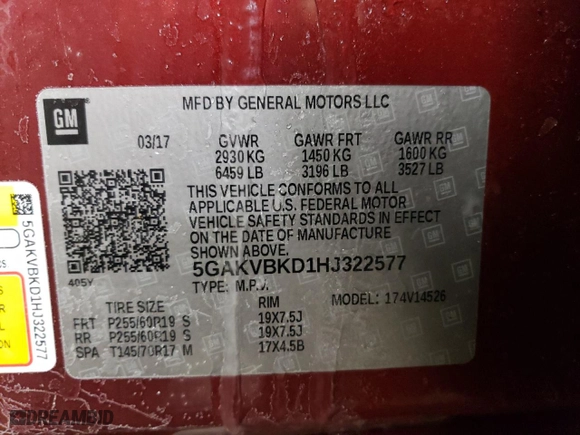 GM
MFD BY GENERAL MOTORS LLC
03/17 GVWR GAWR FRT GAWR RR
2930 KG 1450 KG 1600 KG
6459 LB 3196 LB 3527 LB
THIS VEHICLE CONFORMS TO ALL
APPLICABLE U.S. FEDERAL MOTOR
VEHICLE SAFETY STANDARDS IN EFFECT
ON THE DATE OF MANUFACTURE
SHOWN ABOVE.
405Y
5GAKVBKD1HJ322577
TYPE: M.P.V.
TIRE SIZE RIM MODEL: 174V14526
FRT P255/60R19 S 19X7.5J
RR P255/60R19 S 19X7.5J
SPA T145/70R17 M 17X4.5B
5GAKVBKD1HJ322577
DREAMBID